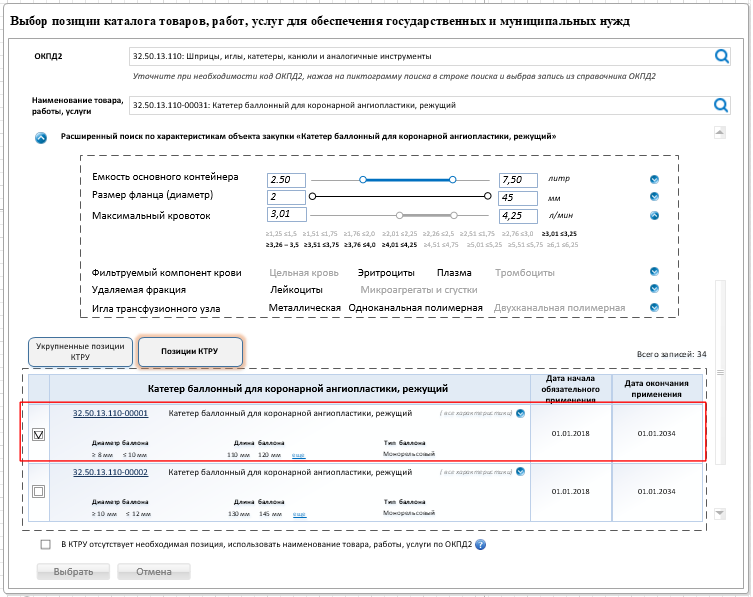 Выбор позиции каталога товаров, работ, услуг для обеспечения государственных и муниципальных нужд
ОКПД2
32.50.13.110: Шприцы, иглы, катетеры, канюли и аналогичные инструменты
Уточните при необходимости код ОКПД2, нажав на пиктограмму поиска в строке поиска и выбрав запись из справочника ОКПД2
Наименование товара, работы, услуги
32.50.13.110-00031: Катетер баллонный для коронарной ангиопластики, режущий
Расширенный поиск по характеристикам объекта закупки «Катетер баллонный для коронарной ангиопластики, режущий»
Емкость основного контейнера 2.50 7,50 литр
Размер фланца (диаметр) 2 45 мм
Максимальный кровоток 3,01 4,25 л/мин
≥1,25 ≤1,5 ≥1,51 ≤1,75 ≥1,76 ≤2,0 ≥2,01 ≤2,25 ≥2,26 ≤2,5 ≥2,51 ≤2,75 ≥2,76 ≤3,0 ≥3,01 ≤3,25
≥3,26 – 3,5 ≥3,51 ≤3,75 ≥3,76 ≤4,0 ≥4,01 ≤4,25 ≥4,51 ≤4,75 ≥5,01 ≤5,25 ≥5,51 ≤5,75 ≥6,1 ≤6,25
Фильтруемый компонент крови Цельная кровь Эритроциты Плазма Тромбоциты
Удаляемая фракция Лейкоциты Микроагрегаты и сгустки
Игла трансфузионного узла Металлическая Одноканальная полимерная Двухканальная полимерная
Укрупненные позиции КТРУ
Позиции КТРУ
Всего записей: 34
Катетер баллонный для коронарной ангиопластики, режущий
Дата начала обязательного применения
Дата окончания применения
32.50.13.110-00001 Катетер баллонный для коронарной ангиопластики, режущий (все характеристики) 01.01.2018 01.01.2034
Диаметр баллона Длина баллона Тип баллона
≥ 8 мм ≤ 10 мм 110 мм 120 мм еще Монорельсовый
32.50.13.110-00002 Катетер баллонный для коронарной ангиопластики, режущий (все характеристики) 01.01.2018 01.01.2034
Диаметр баллона Длина баллона Тип баллона
≥ 10 мм ≤ 12 мм 130 мм 145 мм еще Монорельсовый
В КТРУ отсутствует необходимая позиция, использовать наименование товара, работы, услуги по ОКПД2 ?
Выбрать Отмена